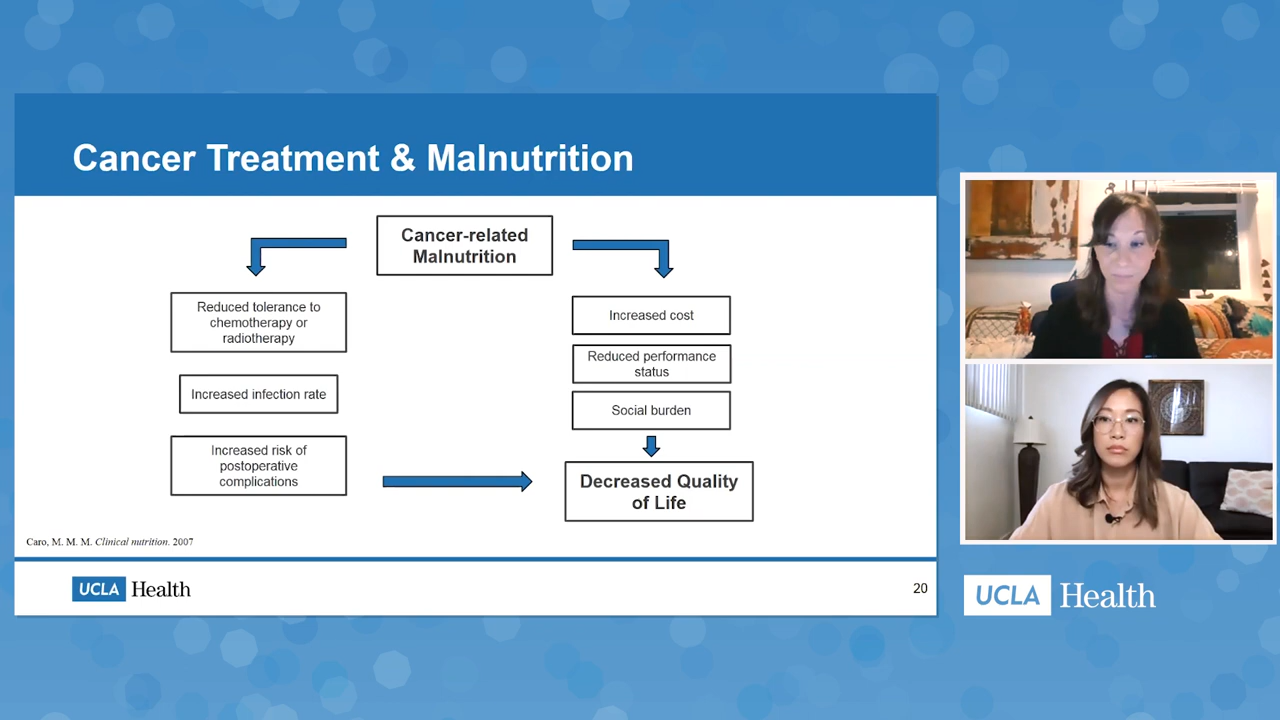 Cancer Treatment & Malnutrition
Cancer-related
Malnutrition
Reduced tolerance to
chemotherapy or
radiotherapy
Increased infection rate
Increased risk of
postoperative
complications
Increased cost
Reduced performance
status
Social burden
Decreased Quality
of Life
Caro, M. M. M. Clinical nutrition. 2007
UCLA Health
20
UCLA Health